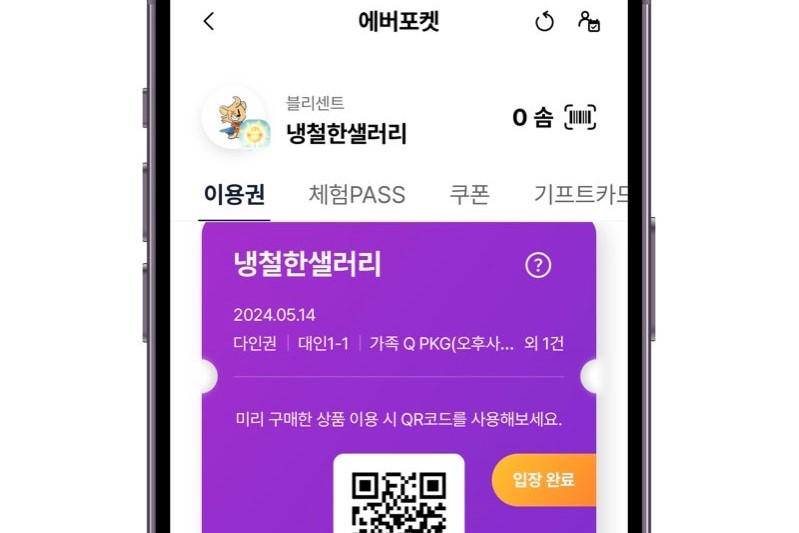 에버포켓
블리센트
냉철한샐러리
0 솜
이용권 체험PASS 쿠폰 기프트카드
냉철한샐러리
?
2024.05.14
다인권 | 대인1-1 | 가족 Q PKG(오후사... 외 1건
미리 구매한 상품 이용 시 QR코드를 사용해보세요.
입장 완료